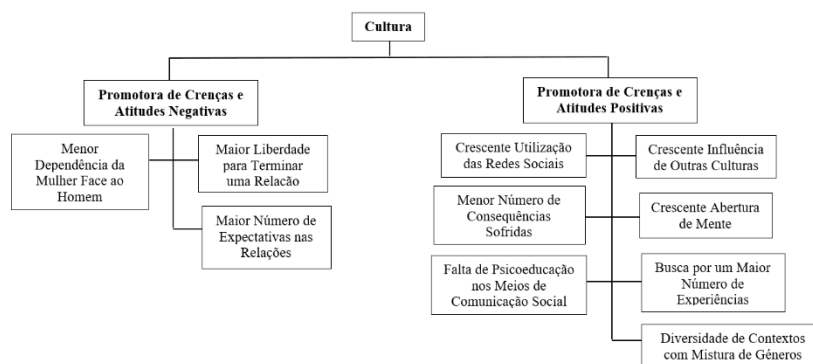 Cultura
Promotora de Crenças e
Atitudes Negativas
Menor
Dependência da
Mulher Face ao
Homem
Maior Liberdade
para Terminar
uma Relacão
Maior Número de
Expectativas nas
Relações
Promotora de Crenças e
Atitudes Positivas
Crescente Utilização
das Redes Sociais
Crescente Influência
de Outras Culturas
Menor Número de
Consequências
Sofridas
Crescente Abertura
de Mente
Falta de Psicoeducação
nos Meios de
Comunicação Social
Busca por um Maior
Número de
Experiências
Diversidade de Contextos
com Mistura de Géneros